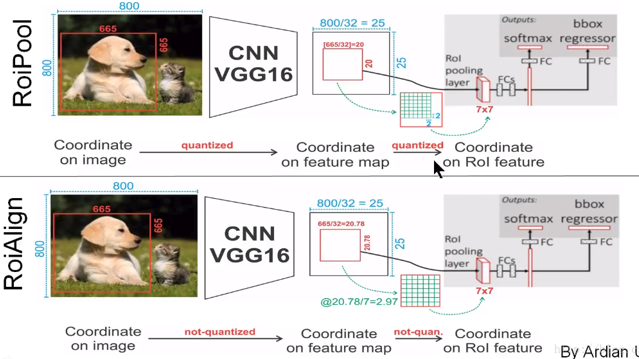 RoiPool
800
800
665
665
CNN
VGG16
800/32 = 25
[665/32]=20
20
25
2
2
Outputs:
softmax
bbox
regressor
FC
FC
RoI
pooling
layer
FCs
7x7
Coordinate
on image
quantized
Coordinate
on feature map
quantized
Coordinate
on RoI feature
RoiAlign
800
800
665
665
CNN
VGG16
800/32 = 25
665/32=20.78
20.78
25
@20.78/7=2.97
Outputs:
softmax
bbox
regressor
FC
FC
RoI
pooling
layer
FCs
7x7
Coordinate
on image
not-quantized
Coordinate
on feature map
not-quan.
Coordinate
on RoI feature
By Ardian U